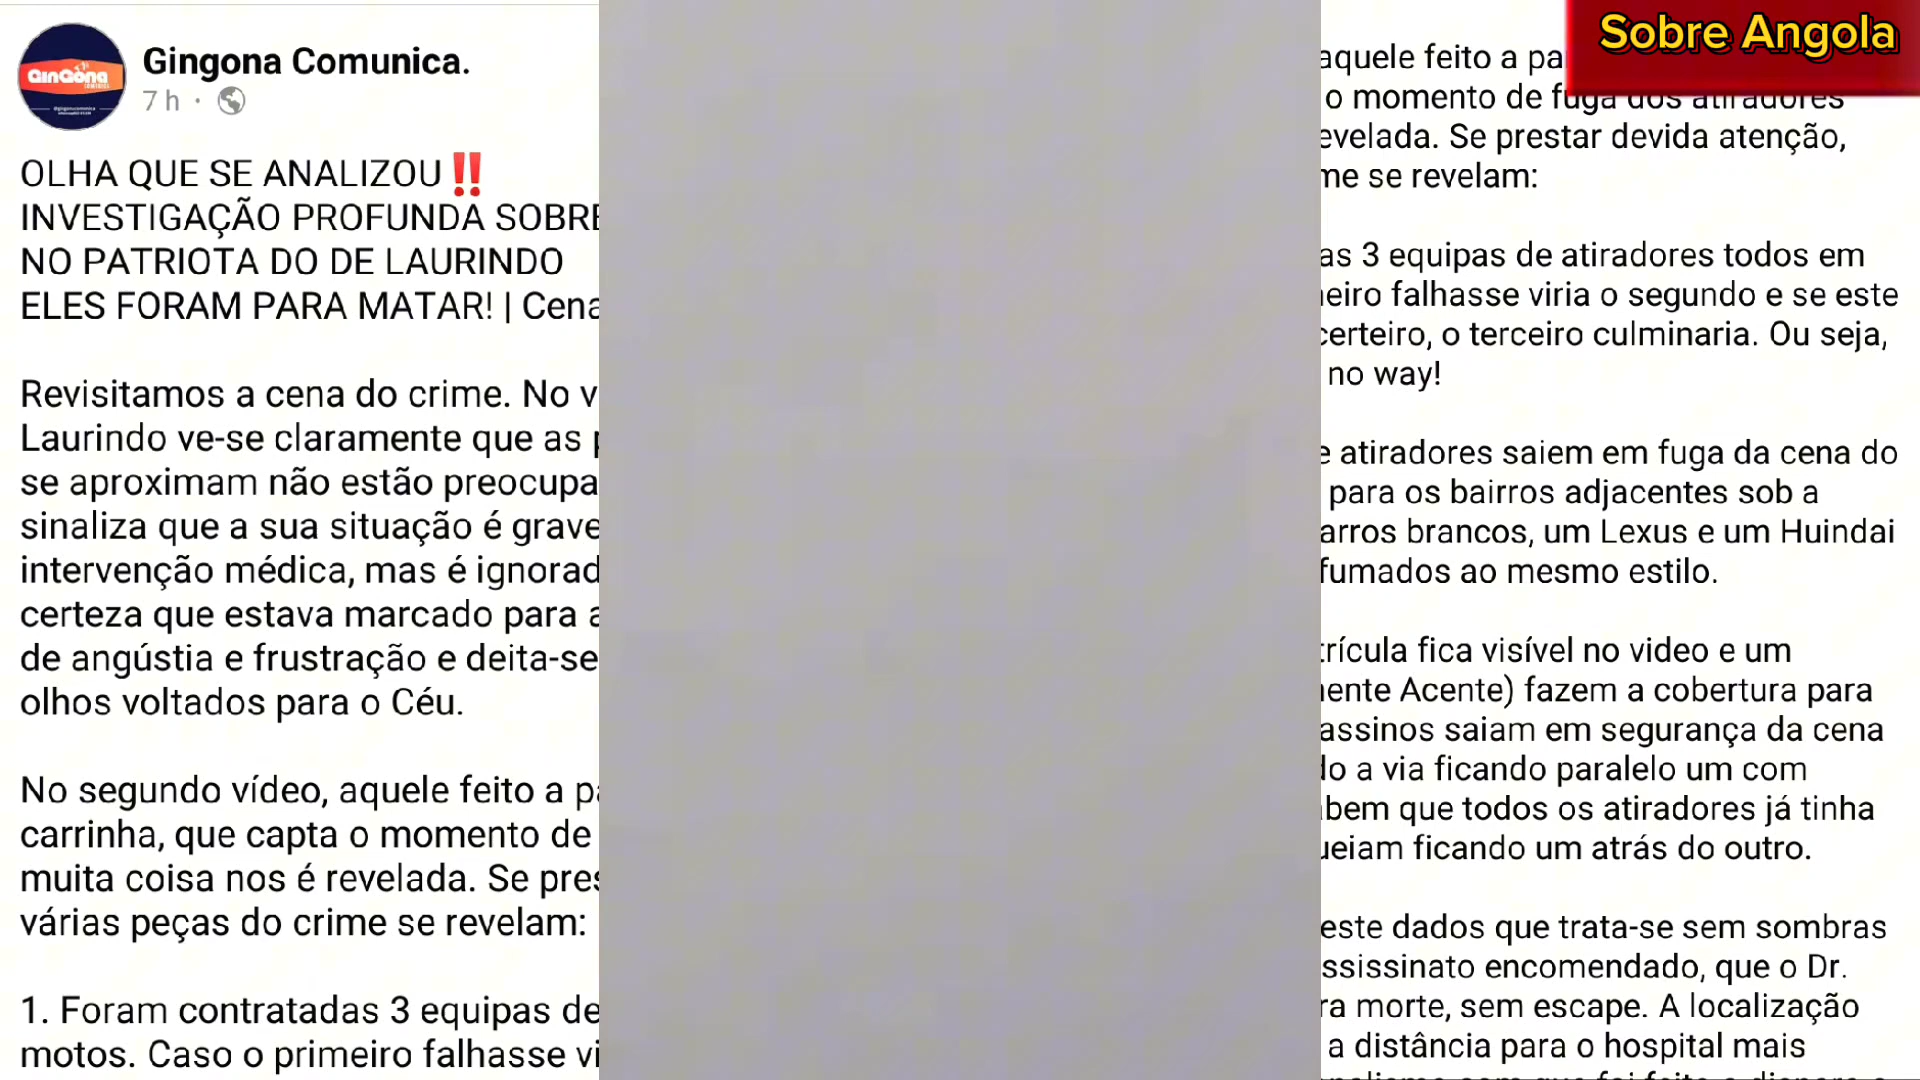 Gingona Comunica.
7 h ·
OLHA QUE SE ANALIZOU‼️
INVESTIGAÇÃO PROFUNDA SOBRE
NO PATRIOTA DO DE LAURINDO
ELES FORAM PARA MATAR! | Cena
Revisitamos a cena do crime. No v
Laurindo ve-se claramente que as p
se aproximam não estão preocupa
sinaliza que a sua situação é grave
intervenção médica, mas é ignorad
certeza que estava marcado para a
de angústia e frustração e deita-se
olhos voltados para o Céu.
No segundo vídeo, aquele feito a pa
carrinha, que capta o momento de
muita coisa nos é revelada. Se pres
várias peças do crime se revelam:
1. Foram contratadas 3 equipas de
motos. Caso o primeiro falhasse vi
Sobre Angola
aquele feito a pa
o momento de fuga dos atiradores
evelada. Se prestar devida atenção,
me se revelam:
as 3 equipas de atiradores todos em
eiro falhasse viria o segundo e se este
certeiro, o terceiro culminaria. Ou seja,
no way!
e atiradores saiem em fuga da cena do
para os bairros adjacentes sob a
arros brancos, um Lexus e um Huindai
fumados ao mesmo estilo.
trícula fica visível no video e um
ente Acente) fazem a cobertura para
assinos saiam em segurança da cena
do a via ficando paralelo um com
bem que todos os atiradores já tinha
ueiam ficando um atrás do outro.
este dados que trata-se sem sombras
ssissinato encomendado, que o Dr.
ra morte, sem escape. A localização
a distância para o hospital mais